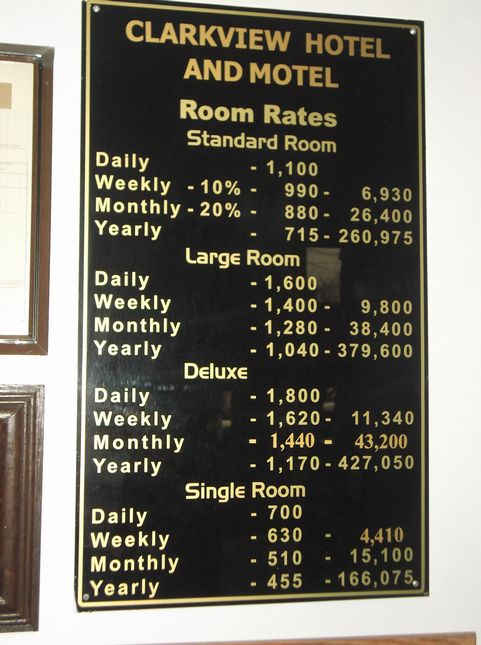 CLARKVIEW HOTEL
AND MOTEL
Room Rates
Standard Room
Daily - 1,100
Weekly - 10% - 990 - 6,930
Monthly - 20% - 880 - 26,400
Yearly - 715 - 260,975
Large Room
Daily - 1,600
Weekly - 1,400 - 9,800
Monthly - 1,280 - 38,400
Yearly - 1,040 - 379,600
Deluxe
Daily - 1,800
Weekly - 1,620 - 11,340
Monthly - 1,440 - 43,200
Yearly - 1,170 - 427,050
Single Room
Daily - 700
Weekly - 630 - 4,410
Monthly - 510 - 15,100
Yearly - 455 - 166,075